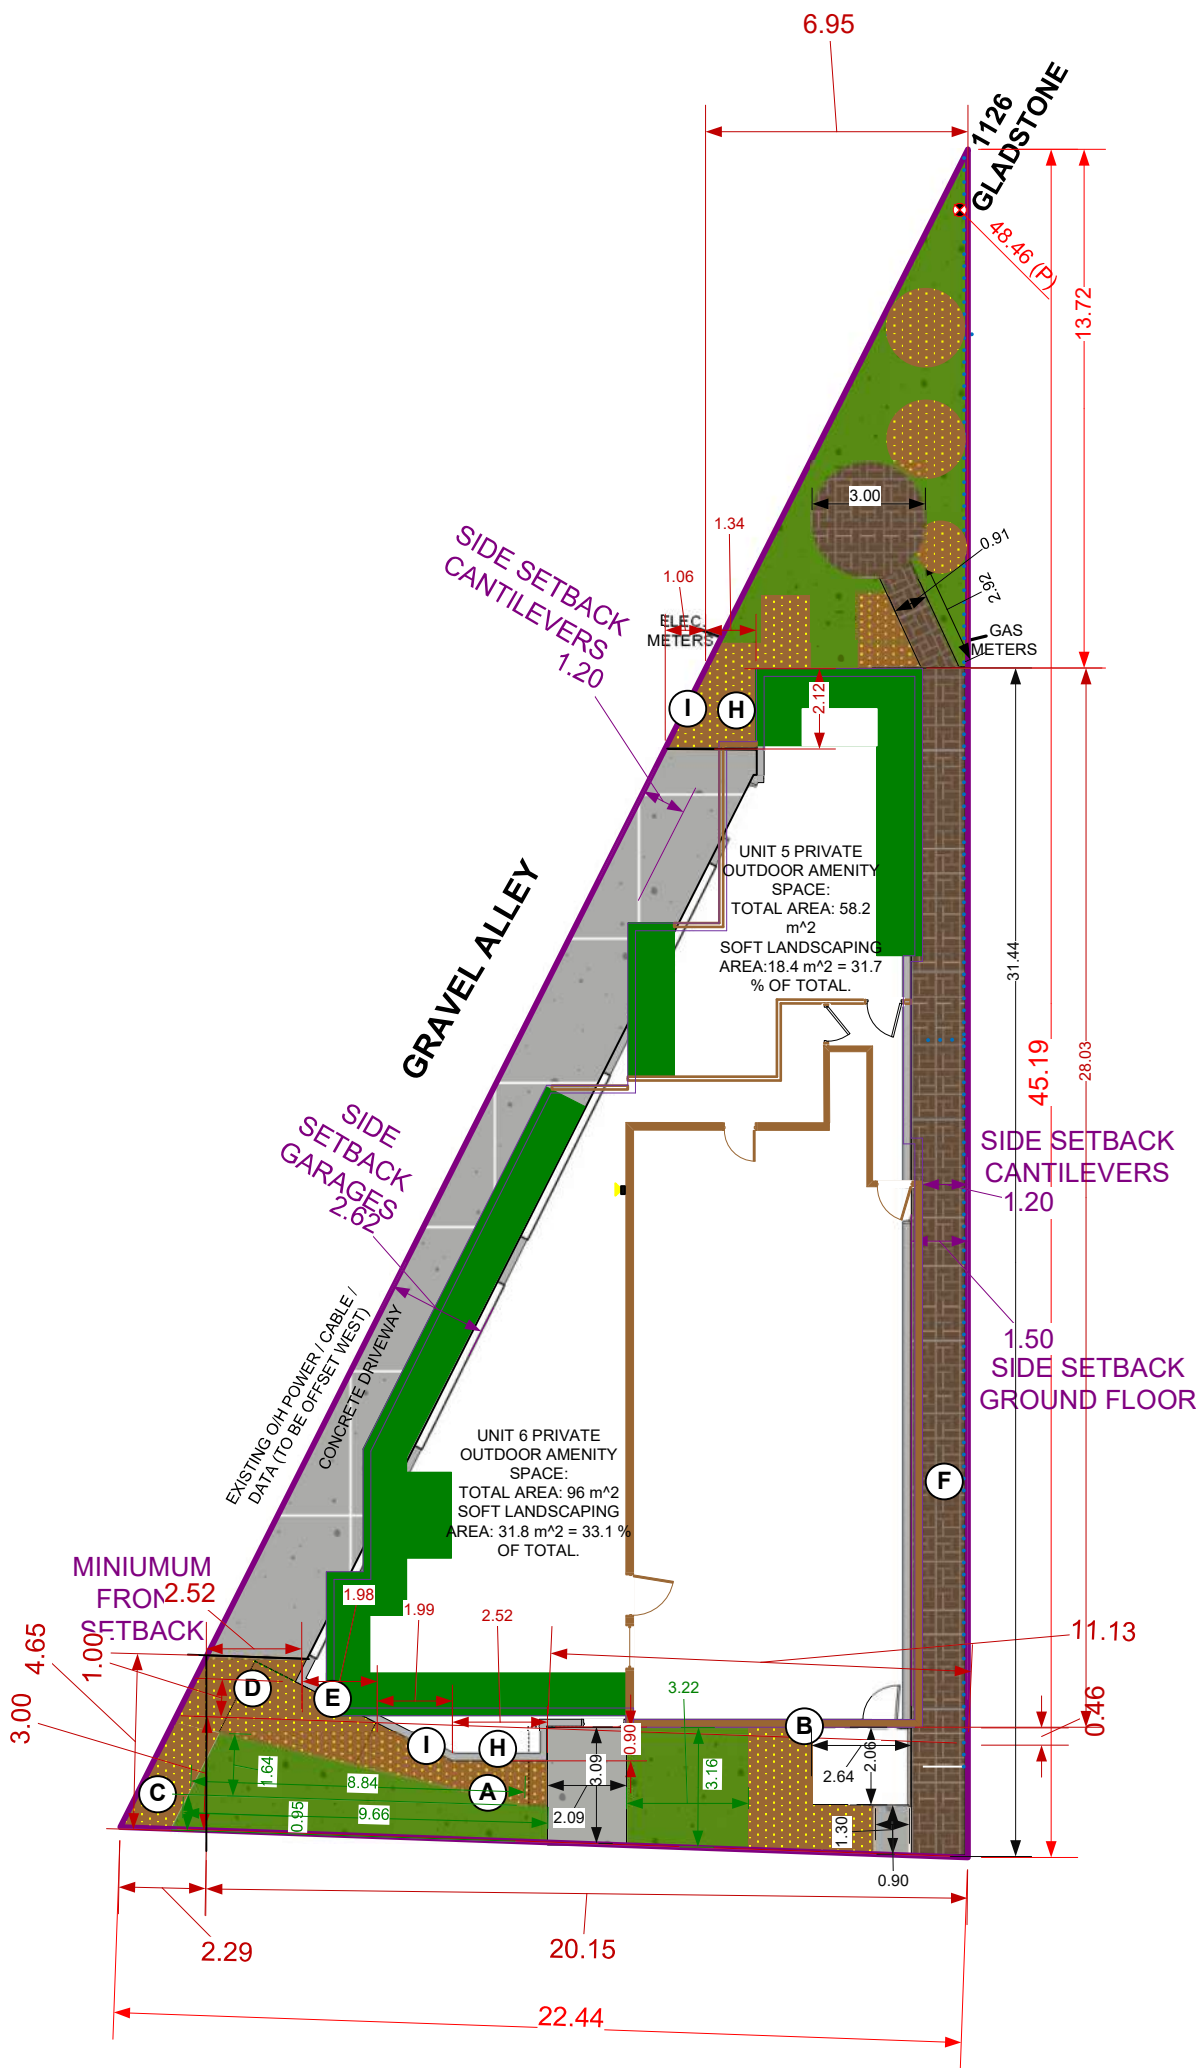 6.95
1126
GLADSTONE
48.46 (P)
13.72
3.00
1.34
0.91
2.92
SIDE SETBACK
CANTILEVERS
1.20
1.06
ELEC.
METERS
GAS
METERS
I
H
2.12
UNIT 5 PRIVATE
OUTDOOR AMENITY
SPACE:
TOTAL AREA: 58.2
m^2
SOFT LANDSCAPING
AREA:18.4 m^2 = 31.7
% OF TOTAL.
GRAVEL ALLEY
31.44
45.19
28.03
SIDE
SETBACK
GARAGES
2.62
SIDE SETBACK
CANTILEVERS
1.20
1.50
SIDE SETBACK
GROUND FLOOR
EXISTING O/H POWER / CABLE /
DATA (TO BE OFFSET WEST)
CONCRETE DRIVEWAY
UNIT 6 PRIVATE
OUTDOOR AMENITY
SPACE:
TOTAL AREA: 96 m^2
SOFT LANDSCAPING
AREA: 31.8 m^2 = 33.1 %
OF TOTAL.
F
MINIUMUM
FRON
SETBACK
2.52
1.98
1.99
2.52
11.13
4.65
1.00
3.00
D
E
3.22
B
0.46
I
H
0.90
3.09
3.16
2.64
2.06
1.64
8.84
A
C
0.95
9.66
2.09
1.30
0.90
2.29
20.15
22.44